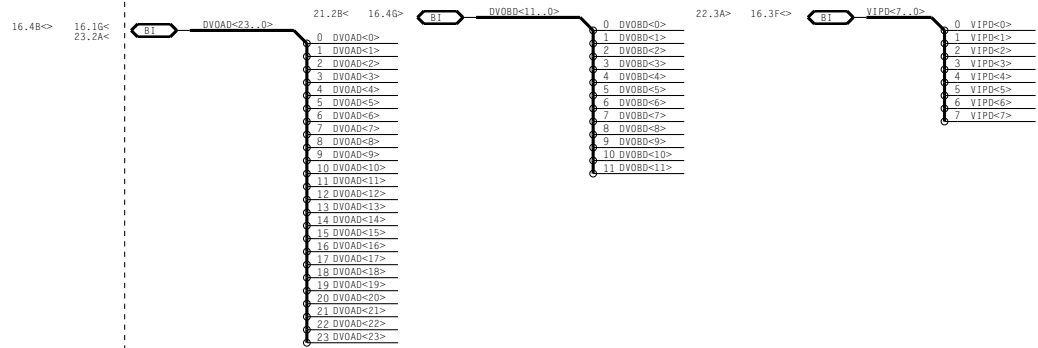 16.4B<> 16.1G<
23.2A<
BI
DVOAD<23..0>
0 DVOAD<0>
1 DVOAD<1>
2 DVOAD<2>
3 DVOAD<3>
4 DVOAD<4>
5 DVOAD<5>
6 DVOAD<6>
7 DVOAD<7>
8 DVOAD<8>
9 DVOAD<9>
10 DVOAD<10>
11 DVOAD<11>
12 DVOAD<12>
13 DVOAD<13>
14 DVOAD<14>
15 DVOAD<15>
16 DVOAD<16>
17 DVOAD<17>
18 DVOAD<18>
19 DVOAD<19>
20 DVOAD<20>
21 DVOAD<21>
22 DVOAD<22>
23 DVOAD<23>
21.2B< 16.4G>
BI
DVOBD<11..0>
0 DVOBD<0>
1 DVOBD<1>
2 DVOBD<2>
3 DVOBD<3>
4 DVOBD<4>
5 DVOBD<5>
6 DVOBD<6>
7 DVOBD<7>
8 DVOBD<8>
9 DVOBD<9>
10 DVOBD<10>
11 DVOBD<11>
22.3A> 16.3F<>
BI
VIPD<7..0>
0 VIPD<0>
1 VIPD<1>
2 VIPD<2>
3 VIPD<3>
4 VIPD<4>
5 VIPD<5>
6 VIPD<6>
7 VIPD<7>